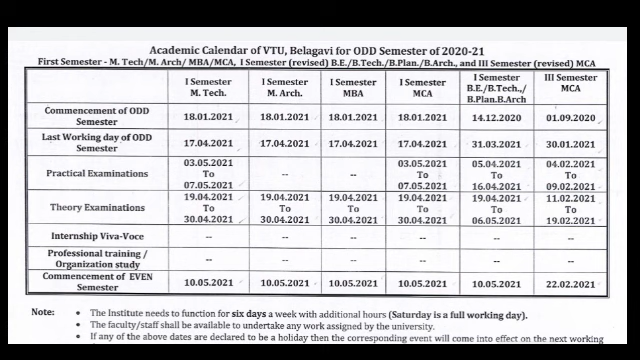 Academic Calendar of VTU, Belagavi for ODD Semester of 2020-21
First Semester - M. Tech/M. Arch/ MBA/MCA, I Semester (revised) B.E./B.Tech./B.Plan./B.Arch., and III Semester (revised) MCA
I Semester M. Tech. I Semester M. Arch. I Semester MBA I Semester MCA I Semester B.E./B.Tech.,/ B.Plan.B.Arch III Semester MCA
Commencement of ODD Semester 18.01.2021 18.01.2021 18.01.2021 18.01.2021 14.12.2020 01.09.2020
Last Working day of ODD Semester 17.04.2021 17.04.2021 17.04.2021 17.04.2021 31.03.2021 30.01.2021
Practical Examinations 03.05.2021 To 07.05.2021 -- -- 03.05.2021 To 07.05.2021 05.04.2021 To 16.04.2021 04.02.2021 To 09.02.2021
Theory Examinations 19.04.2021 To 30.04.2021 19.04.2021 To 30.04.2021 19.04.2021 To 30.04.2021 19.04.2021 To 30.04.2021 19.04.2021 To 06.05.2021 11.02.2021 To 19.02.2021
Internship Viva-Voce -- -- -- -- -- --
Professional training / Organization study -- -- -- -- -- --
Commencement of EVEN Semester 10.05.2021 10.05.2021 10.05.2021 10.05.2021 10.05.2021 22.02.2021
Note: • The Institute needs to function for six days a week with additional hours (Saturday is a full working day).
• The faculty/staff shall be available to undertake any work assigned by the university.
• If any of the above dates are declared to be a holiday then the corresponding event will come into effect on the next working